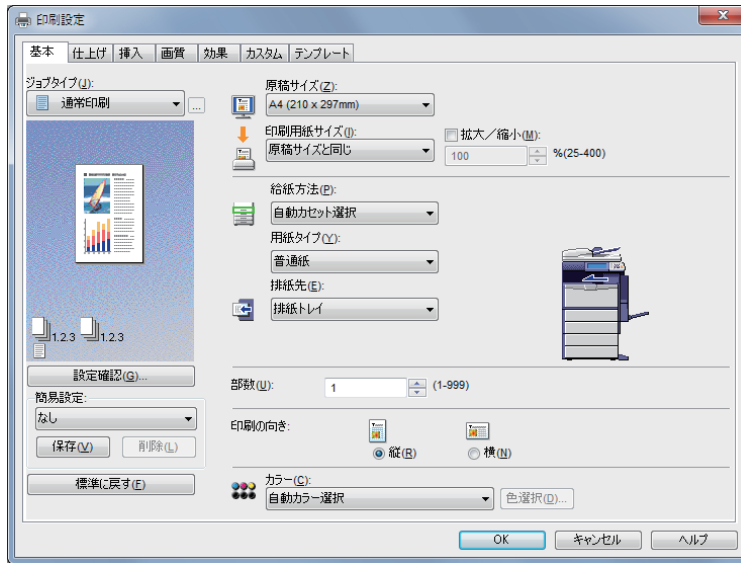 印刷設定
基本 仕上げ 挿入 画質 効果 カスタム テンプレート
ジョブタイプ(J):
通常印刷 ...
1.2.3 1.2.3
設定確認(G)...
簡易設定:
なし
保存(V) 削除(L)
標準に戻す(F)
原稿サイズ(Z):
A4 (210 x 297mm)
印刷用紙サイズ(I):
原稿サイズと同じ
拡大/縮小(M):
100 %(25-400)
給紙方法(P):
自動カセット選択
用紙タイプ(Y):
普通紙
排紙先(E):
排紙トレイ
部数(U): 1 (1-999)
印刷の向き:
縦(R) 横(N)
カラー(C):
自動カラー選択 色選択(D)...
OK キャンセル ヘルプ